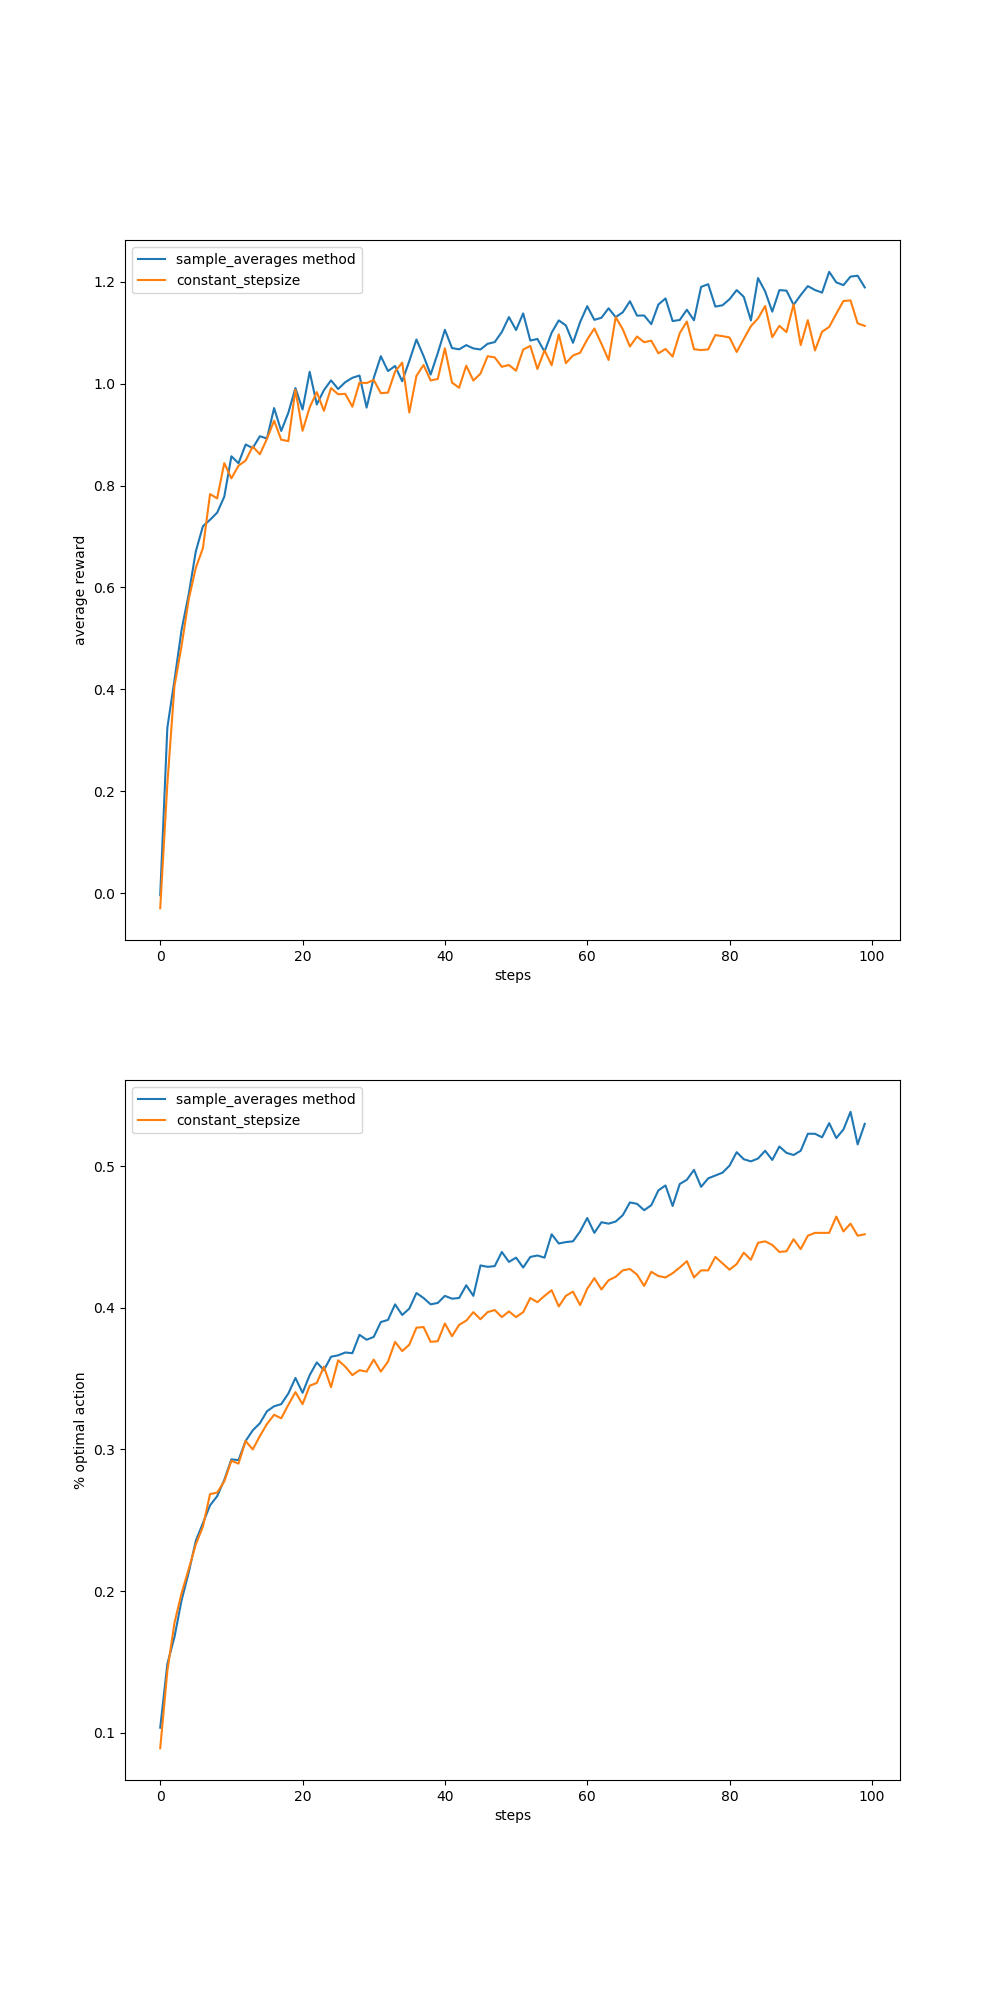 sample_averages method
constant_stepsize
1.2
1.0
0.8
0.6
0.4
0.2
0.0
average reward
0 20 40 60 80 100
steps
sample_averages method
constant_stepsize
0.5
0.4
0.3
0.2
0.1
% optimal action
0 20 40 60 80 100
steps